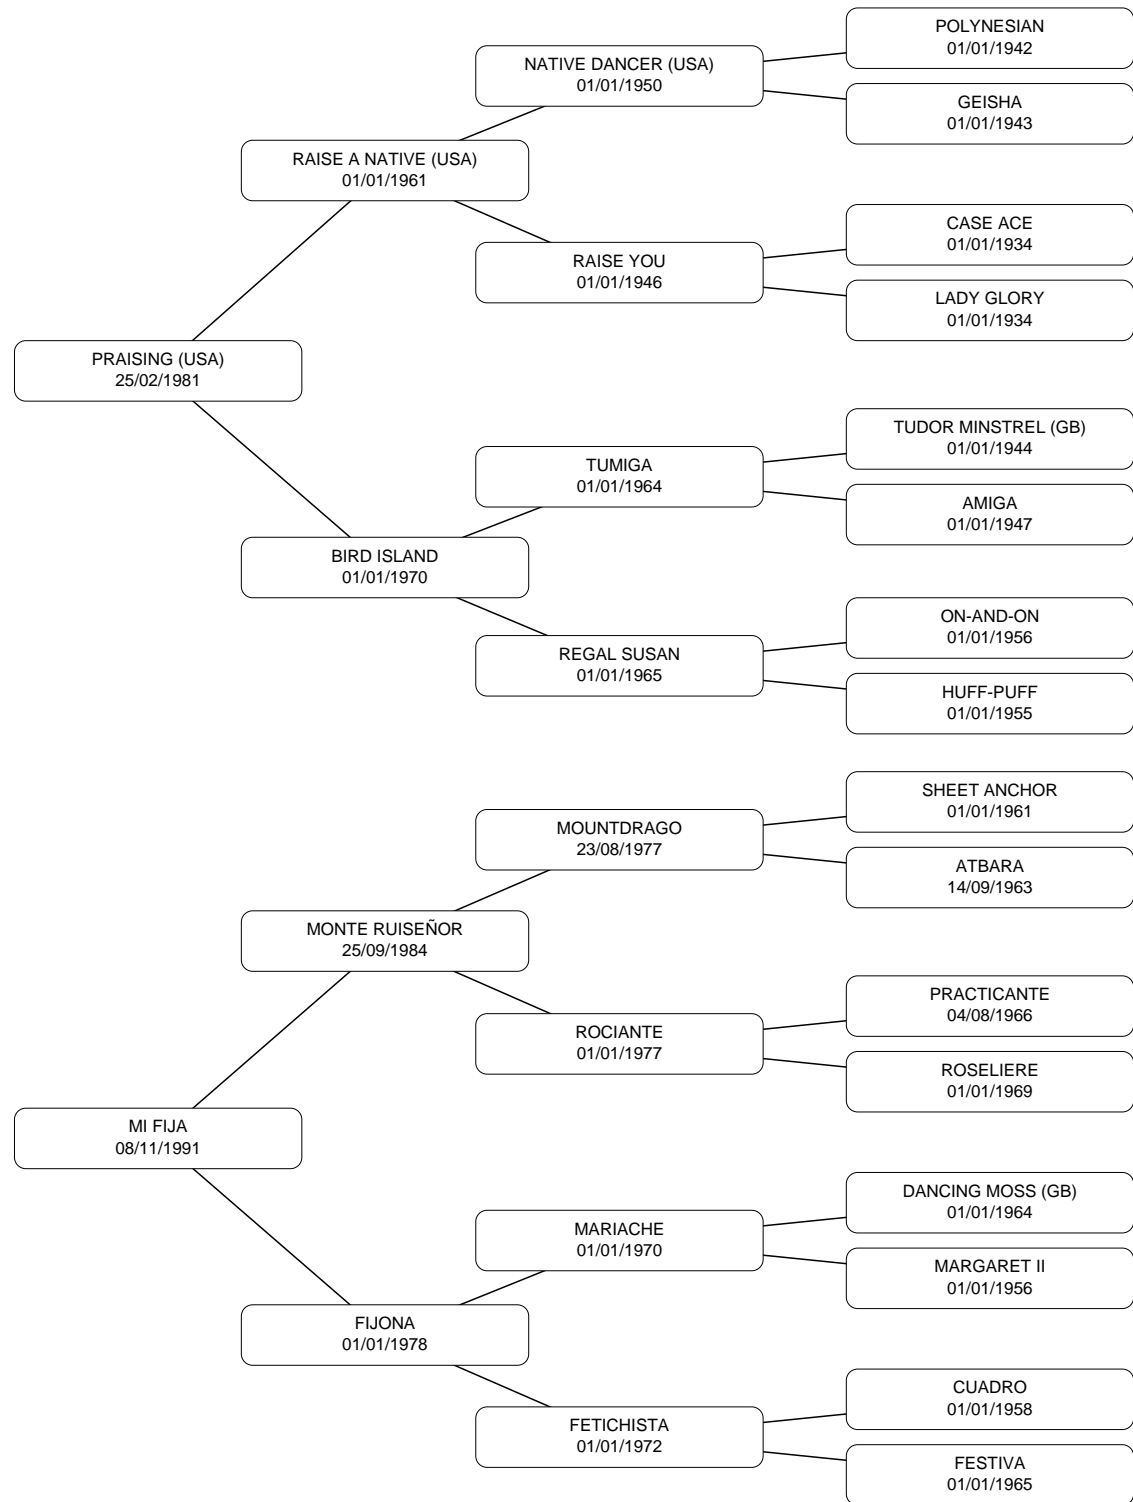 POLYNESIAN
01/01/1942
NATIVE DANCER (USA)
01/01/1950
GEISHA
01/01/1943
RAISE A NATIVE (USA)
01/01/1961
CASE ACE
01/01/1934
RAISE YOU
01/01/1946
LADY GLORY
01/01/1934
PRAISING (USA)
25/02/1981
TUDOR MINSTREL (GB)
01/01/1944
TUMIGA
01/01/1964
AMIGA
01/01/1947
BIRD ISLAND
01/01/1970
ON-AND-ON
01/01/1956
REGAL SUSAN
01/01/1965
HUFF-PUFF
01/01/1955
SHEET ANCHOR
01/01/1961
MOUNTDRAGO
23/08/1977
ATBARA
14/09/1963
MONTE RUISEÑOR
25/09/1984
PRACTICANTE
04/08/1966
ROCIANTE
01/01/1977
ROSELIERE
01/01/1969
MI FIJA
08/11/1991
DANCING MOSS (GB)
01/01/1964
MARIACHE
01/01/1970
MARGARET II
01/01/1956
FIJONA
01/01/1978
CUADRO
01/01/1958
FETICHISTA
01/01/1972
FESTIVA
01/01/1965